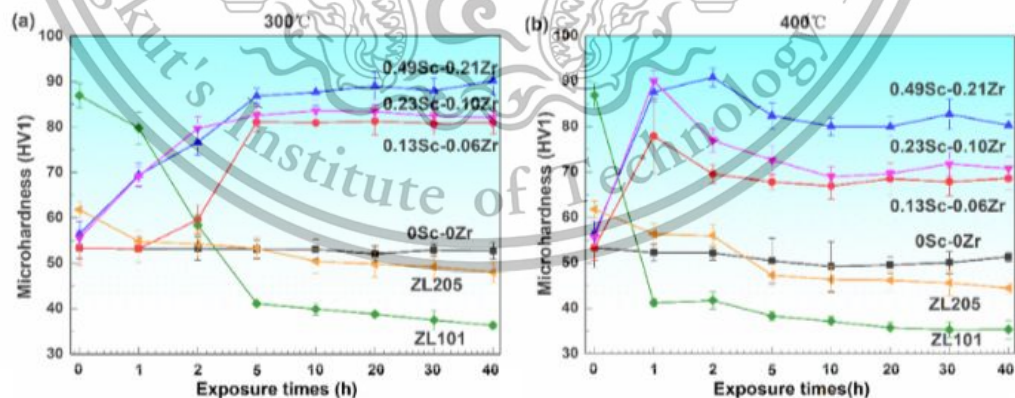 (a) 300℃
100
90
80
70
60
50
40
30
Microhardness (HV1)
0.49Sc-0.21Zr
0.23Sc-0.10Zr
0.13Sc-0.06Zr
0Sc-0Zr
ZL205
ZL101
0 1 2 5 10 20 30 40
Exposure times (h)
(b) 400℃
100
90
80
70
60
50
40
30
Microhardness (HV1)
0.49Sc-0.21Zr
0.23Sc-0.10Zr
0.13Sc-0.06Zr
0Sc-0Zr
ZL205
ZL101
0 1 2 5 10 20 30 40
Exposure times(h)
kut's Institute of Technology